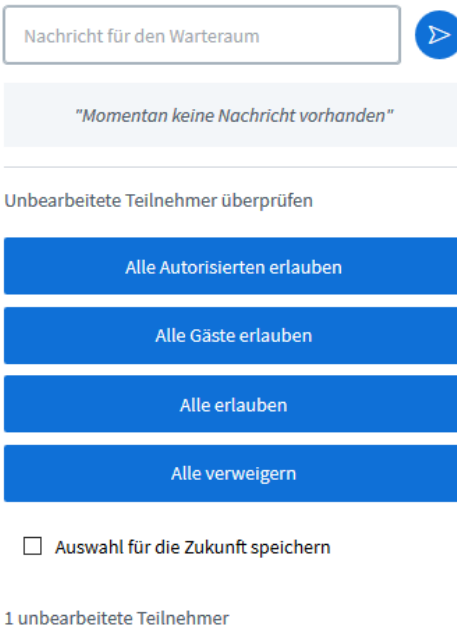 Nachricht für den Warteraum
"Momentan keine Nachricht vorhanden"
Unbearbeitete Teilnehmer überprüfen
Alle Autorisierten erlauben
Alle Gäste erlauben
Alle erlauben
Alle verweigern
Auswahl für die Zukunft speichern
1 unbearbeitete Teilnehmer